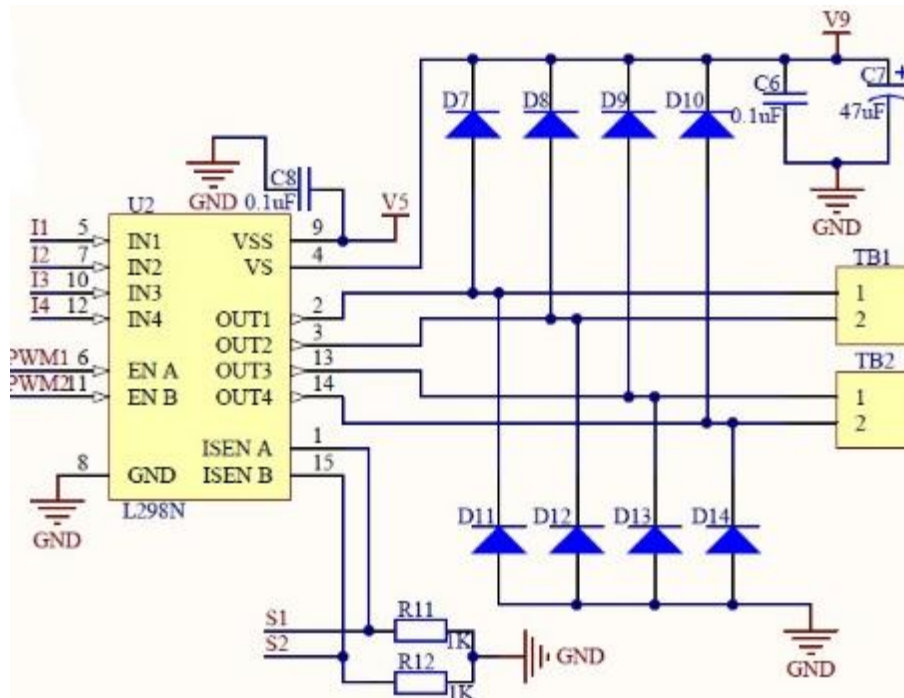 V9
D7
D8
D9
D10
C6
0.1uF
C7
+
47uF
GND
C8
0.1uF
GND
V5
U2
I1 5 IN1
I2 7 IN2
I3 10 IN3
I4 12 IN4
PWM1 6 EN A
PWM2 11 EN B
8 GND
GND
VSS 9
VS 4
OUT1 2
OUT2 3
OUT3 13
OUT4 14
ISEN A 1
ISEN B 15
L298N
TB1
1
2
TB2
1
2
D11
D12
D13
D14
GND
S1
S2
R11
1K
R12
1K
GND